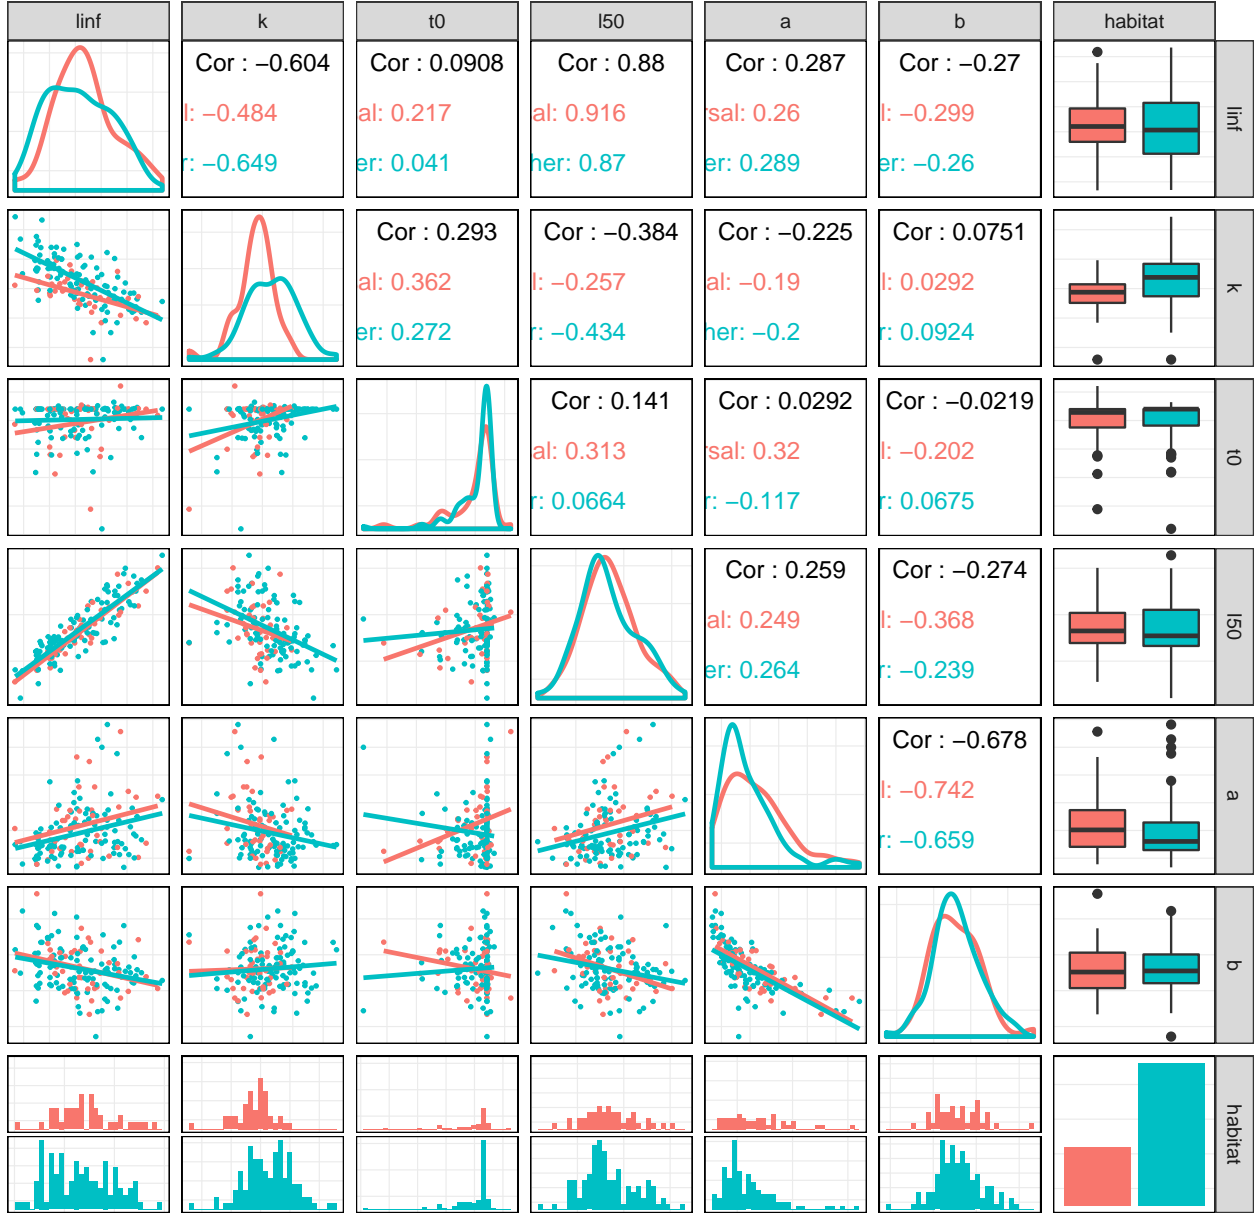 linf k t0 l50 a b habitat
Cor : −0.604 Cor : 0.0908 Cor : 0.88 Cor : 0.287 Cor : −0.27
l: −0.484 al: 0.217 al: 0.916 rsal: 0.26 l: −0.299
r: −0.649 er: 0.041 her: 0.87 er: 0.289 er: −0.26
linf
Cor : 0.293 Cor : −0.384 Cor : −0.225 Cor : 0.0751
al: 0.362 l: −0.257 al: −0.19 l: 0.0292
er: 0.272 r: −0.434 her: −0.2 r: 0.0924
k
Cor : 0.141 Cor : 0.0292 Cor : −0.0219
al: 0.313 rsal: 0.32 l: −0.202
r: 0.0664 r: −0.117 r: 0.0675
t0
Cor : 0.259 Cor : −0.274
al: 0.249 l: −0.368
er: 0.264 r: −0.239
l50
Cor : −0.678
l: −0.742
r: −0.659
a
b
habitat